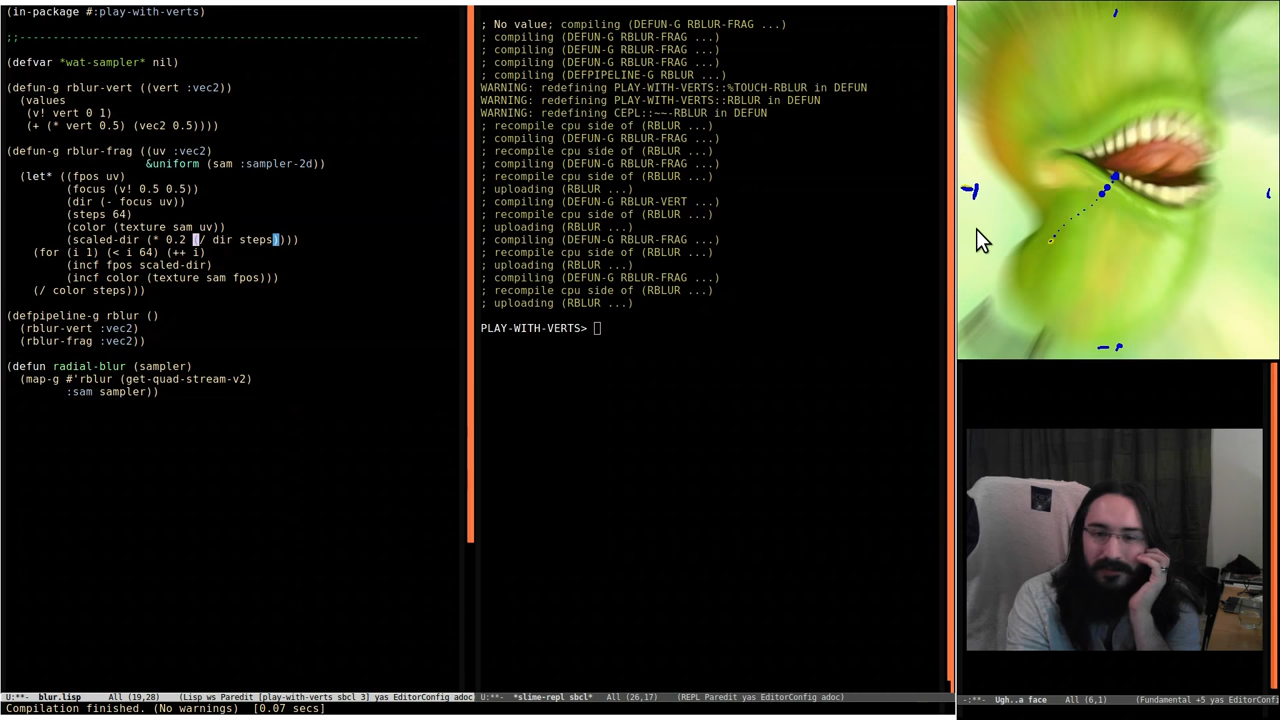 (in-package #:play-with-verts)
;;------------------------------------------------------------
(defvar *wat-sampler* nil)
(defun-g rblur-vert ((vert :vec2))
(values
(v! vert 0 1)
(+ (* vert 0.5) (vec2 0.5))))
(defun-g rblur-frag ((uv :vec2)
&uniform (sam :sampler-2d))
(let* ((fpos uv)
(focus (v! 0.5 0.5))
(dir (- focus uv))
(steps 64)
(color (texture sam uv))
(scaled-dir (* 0.2 (/ dir steps))))
(for (i 1) (< i 64) (++ i)
(incf fpos scaled-dir)
(incf color (texture sam fpos)))
(/ color steps)))
(defpipeline-g rblur ()
(rblur-vert :vec2)
(rblur-frag :vec2))
(defun radial-blur (sampler)
(map-g #'rblur (get-quad-stream-v2)
:sam sampler))
U:**- blur.lisp All (19,28) (Lisp ws Paredit [play-with-verts sbcl 3] yas EditorConfig adoc
Compilation finished. (No warnings) [0.07 secs]
; No value; compiling (DEFUN-G RBLUR-FRAG ...)
; compiling (DEFUN-G RBLUR-FRAG ...)
; compiling (DEFUN-G RBLUR-FRAG ...)
; compiling (DEFUN-G RBLUR-FRAG ...)
; compiling (DEFPIPELINE-G RBLUR ...)
WARNING: redefining PLAY-WITH-VERTS::%TOUCH-RBLUR in DEFUN
WARNING: redefining PLAY-WITH-VERTS::RBLUR in DEFUN
WARNING: redefining CEPL::~~-RBLUR in DEFUN
; recompile cpu side of (RBLUR ...)
; compiling (DEFUN-G RBLUR-FRAG ...)
; recompile cpu side of (RBLUR ...)
; compiling (DEFUN-G RBLUR-FRAG ...)
; recompile cpu side of (RBLUR ...)
; uploading (RBLUR ...)
; compiling (DEFUN-G RBLUR-VERT ...)
; recompile cpu side of (RBLUR ...)
; uploading (RBLUR ...)
; compiling (DEFUN-G RBLUR-FRAG ...)
; recompile cpu side of (RBLUR ...)
; uploading (RBLUR ...)
; compiling (DEFUN-G RBLUR-FRAG ...)
; recompile cpu side of (RBLUR ...)
; uploading (RBLUR ...)
PLAY-WITH-VERTS>
U:**- *slime-repl sbcl* All (26,17) (REPL Paredit yas EditorConfig adoc)
-1
-:**- Ugh..a face All (6,1) (Fundamental +5 yas EditorConfi